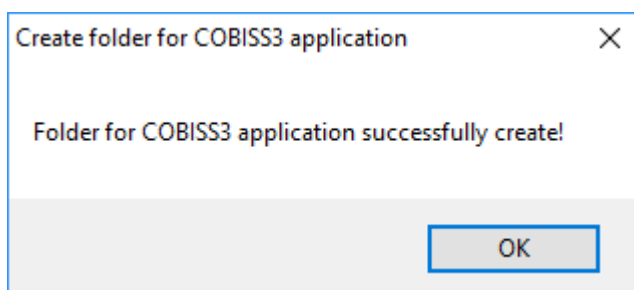 Create folder for COBISS3 application
Folder for COBISS3 application successfully create!
OK